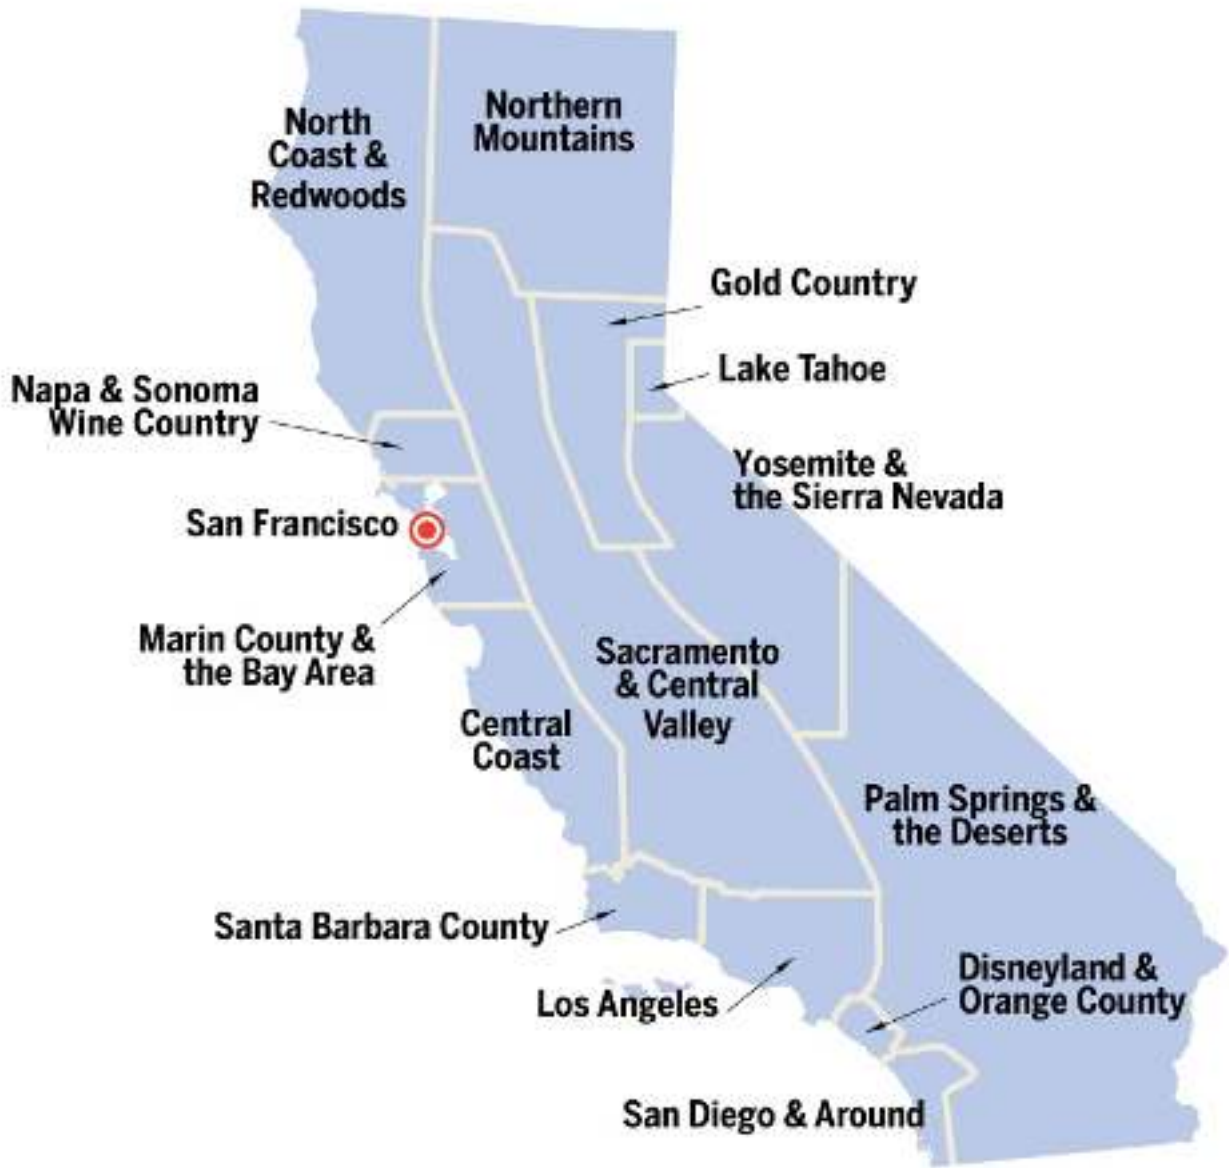 North
Coast &
Redwoods
Northern
Mountains
Gold Country
Lake Tahoe
Napa & Sonoma
Wine Country
Yosemite &
the Sierra Nevada
San Francisco
Marin County &
the Bay Area
Sacramento
& Central
Valley
Central
Coast
Palm Springs &
the Deserts
Santa Barbara County
Los Angeles
Disneyland &
Orange County
San Diego & Around